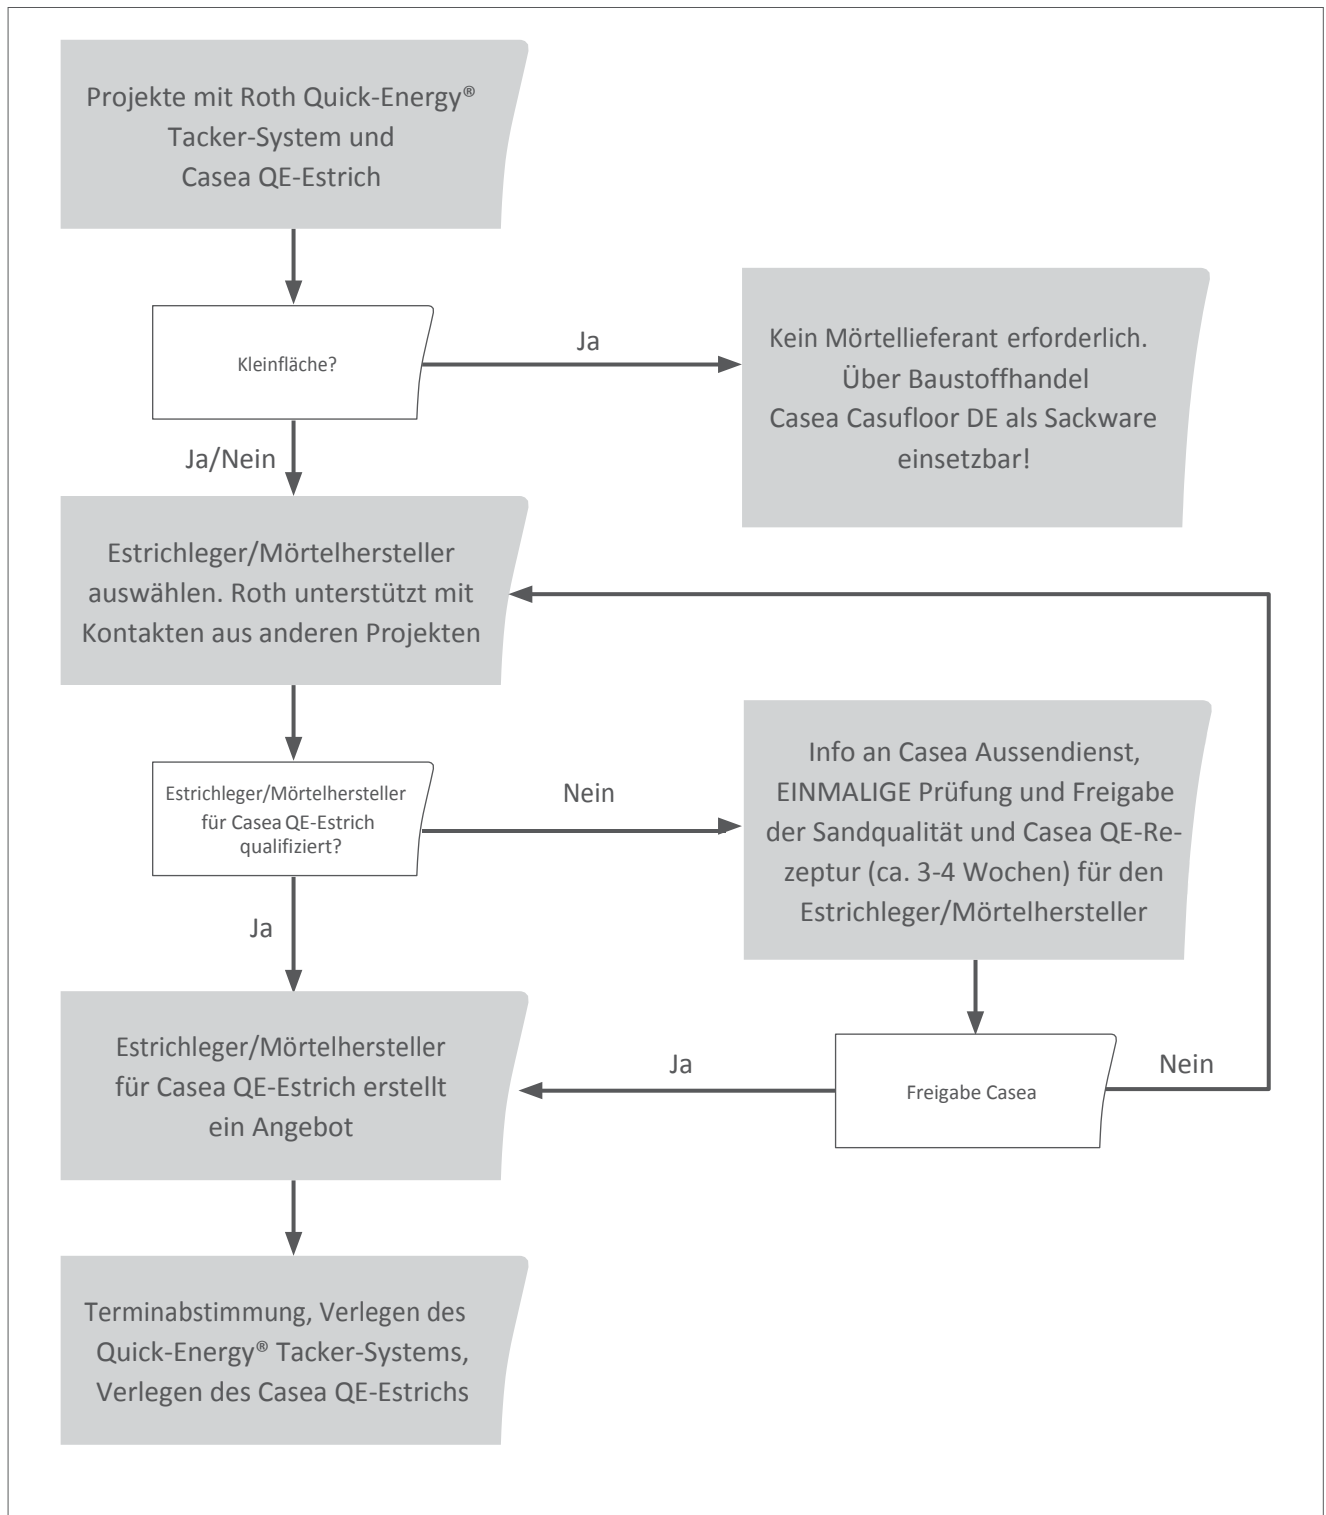 Projekte mit Roth Quick-Energy®
Tacker-System und
Casea QE-Estrich
Kleinfläche?
Ja
Kein Mörtellieferant erforderlich.
Über Baustoffhandel
Casea Casufloor DE als Sackware
einsetzbar!
Ja/Nein
Estrichleger/Mörtelhersteller
auswählen. Roth unterstützt mit
Kontakten aus anderen Projekten
Estrichleger/Mörtelhersteller
für Casea QE-Estrich
qualifiziert?
Nein
Info an Casea Aussendienst,
EINMALIGE Prüfung und Freigabe
der Sandqualität und Casea QE-Re-
zeptur (ca. 3-4 Wochen) für den
Estrichleger/Mörtelhersteller
Ja
Estrichleger/Mörtelhersteller
für Casea QE-Estrich erstellt
ein Angebot
Ja
Freigabe Casea
Nein
Terminabstimmung, Verlegen des
Quick-Energy® Tacker-Systems,
Verlegen des Casea QE-Estrichs